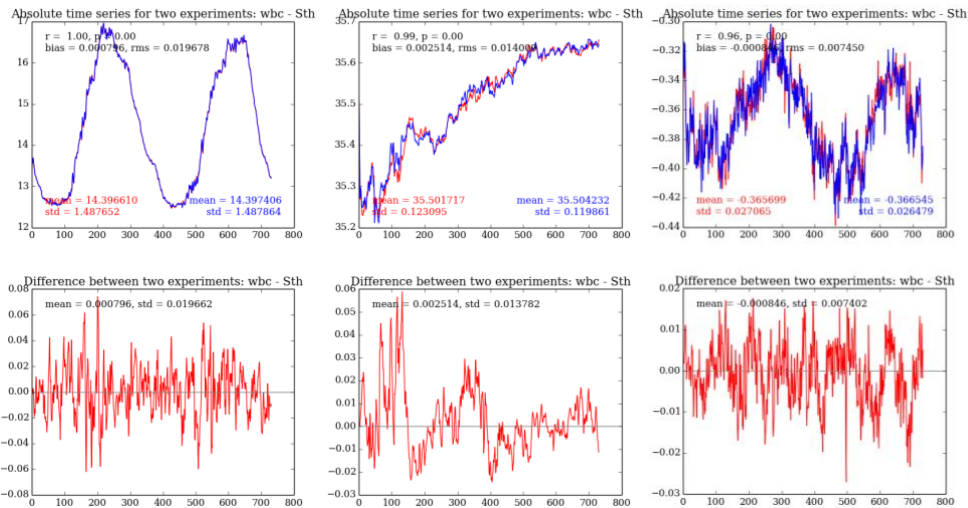 Absolute time series for two experiments: wbc - Sth
r = 1.00, p = 0.00
bias = 0.000796, rms = 0.019678
17
16
15
14
13
12
mean = 14.396610
std = 1.487652
mean = 14.397406
std = 1.487864
0 100 200 300 400 500 600 700 800
Absolute time series for two experiments: wbc - Sth
r = 0.99, p = 0.00
bias = 0.002514, rms = 0.014009
35.7
35.6
35.5
35.4
35.3
35.2
mean = 35.501717
std = 0.123095
mean = 35.504232
std = 0.119861
0 100 200 300 400 500 600 700 800
Absolute time series for two experiments: wbc - Sth
r = 0.96, p = 0.00
bias = -0.000846, rms = 0.007450
−0.30
−0.32
−0.34
−0.36
−0.38
−0.40
−0.42
−0.44
mean = -0.365699
std = 0.027065
mean = -0.366545
std = 0.026479
0 100 200 300 400 500 600 700 800
Difference between two experiments: wbc - Sth
mean = 0.000796, std = 0.019662
0.08
0.06
0.04
0.02
0.00
−0.02
−0.04
−0.06
−0.08
0 100 200 300 400 500 600 700 800
Difference between two experiments: wbc - Sth
mean = 0.002514, std = 0.013782
0.06
0.05
0.04
0.03
0.02
0.01
0.00
−0.01
−0.02
−0.03
0 100 200 300 400 500 600 700 800
Difference between two experiments: wbc - Sth
mean = -0.000846, std = 0.007402
0.02
0.01
0.00
−0.01
−0.02
−0.03
0 100 200 300 400 500 600 700 800